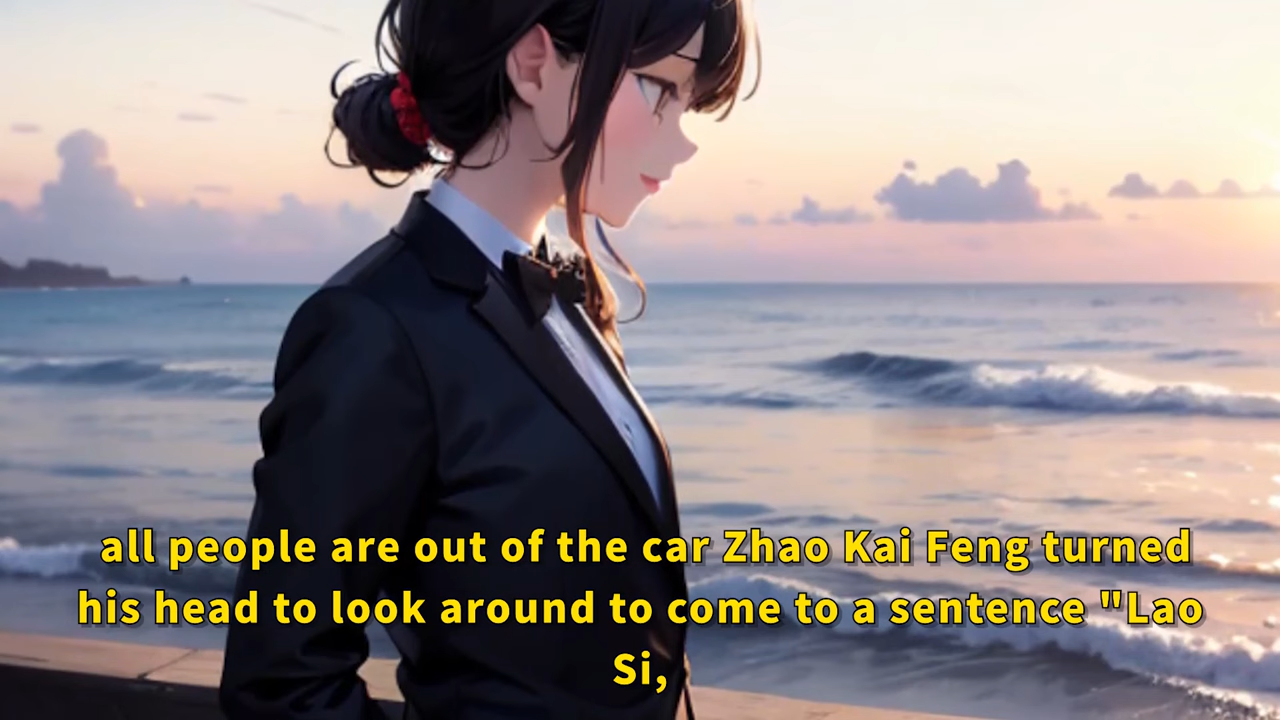 all people are out of the car Zhao Kai Feng turned
his head to look around to come to a sentence "Lao
Si,